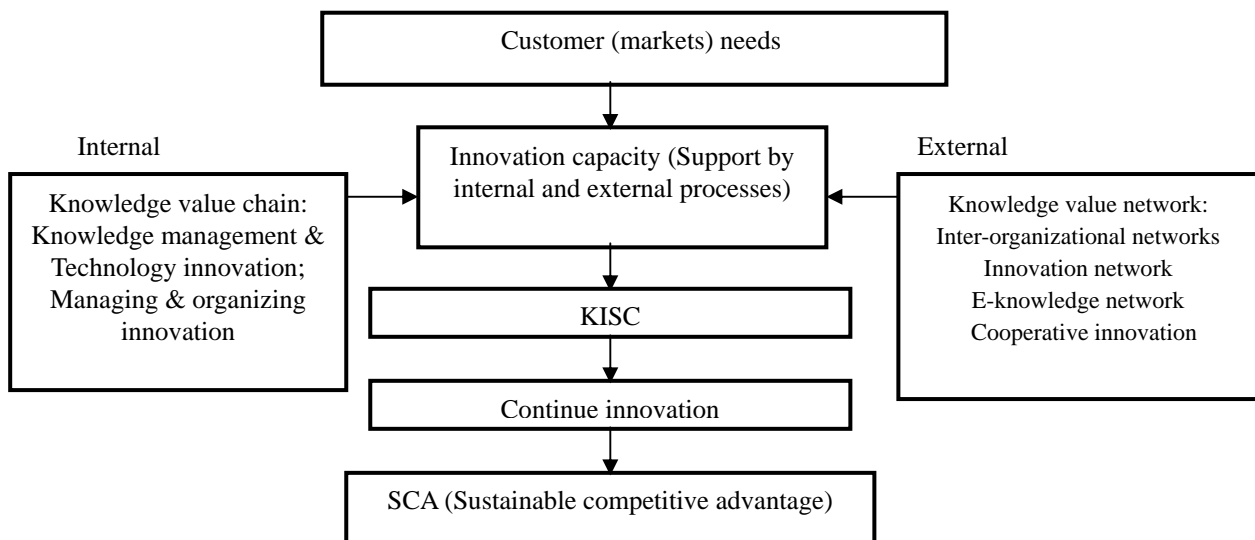 Customer (markets) needs
Internal
Innovation capacity (Support by
internal and external processes)
External
Knowledge value chain:
Knowledge management &
Technology innovation;
Managing & organizing
innovation
Knowledge value network:
Inter-organizational networks
Innovation network
E-knowledge network
Cooperative innovation
KISC
Continue innovation
SCA (Sustainable competitive advantage)